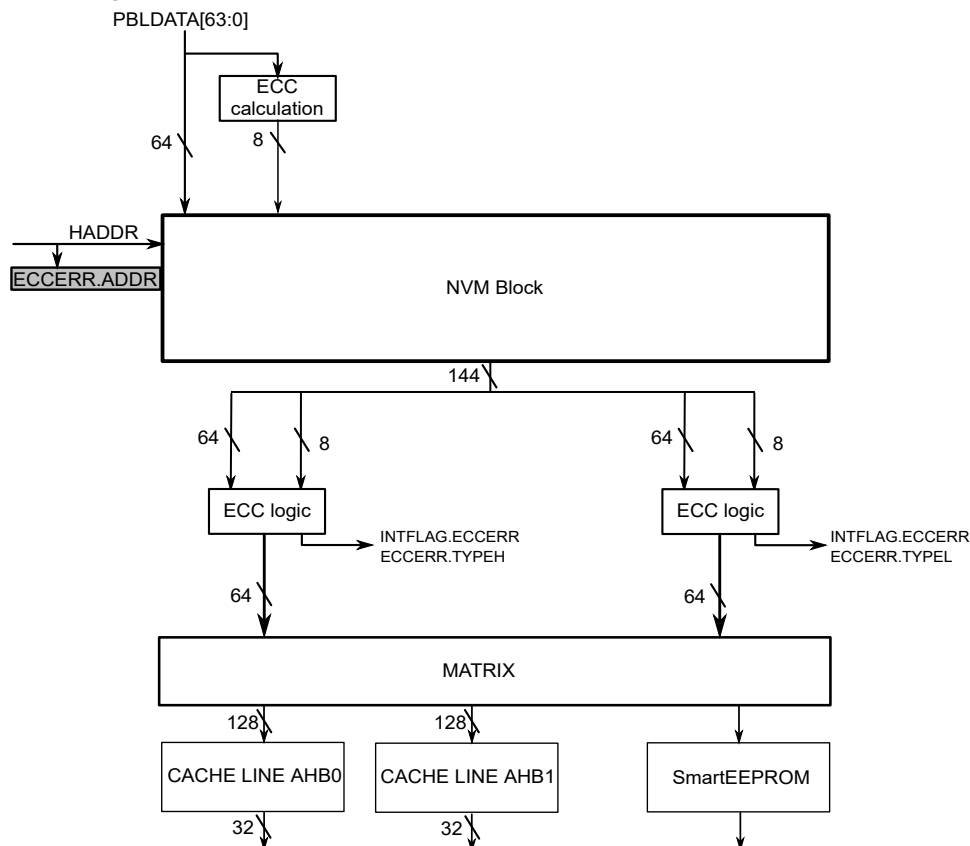 PBLDATA[63:0]
ECC
calculation
64
8
HADDR
ECCERR.ADDR
NVM Block
144
64
8
64
8
ECC logic
ECC logic
INTFLAG.ECCERR
ECCERR.TYPEH
INTFLAG.ECCERR
ECCERR.TYPEL
64
64
MATRIX
128
128
CACHE LINE AHB0
CACHE LINE AHB1
SmartEEPROM
32
32